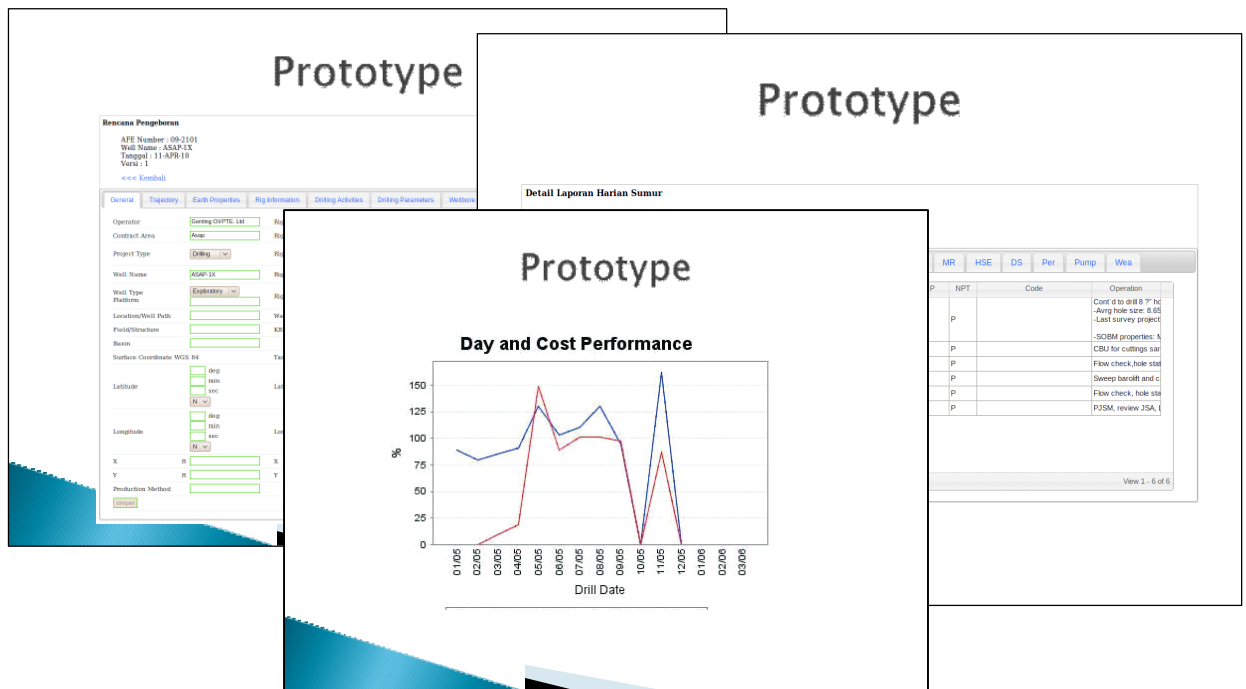 Prototype
Rencana Pengeboran
AFE Number : 09-2101
Well Name : ASAP-1X
Tanggal : 11-APR-10
Versi : 1
<<< Kembali
General Trajectory Earth Properties Rig Information Drilling Activities Drilling Parameters Wellbore
Operator Genting Oil PTE. Ltd Rig
Contract Area Asap
Project Type Drilling Rig
Well Name ASAP-1X Rig
Well Type Exploratory
Platform Rig
Location/Well Path
Field/Structure
Basin
Surface Coordinate WGS 84
deg
min
Latitude
sec
N
deg
min
Longitude
sec
N
X B X
Y B Y
Production Method
Prototype
Detail Laporan Harian Sumur
MR HSE DS Per Pump Wea
P NPT Code Operation
Cont`d to drill 8 ?" ho
-Avrg hole size: 8.65
P -Last survey project
-SOBM properties: M
P CBU for cuttings sar
P Flow check,hole stat
P Sweep barolift and c
P Flow check, hole sta
P PJSM, review JSA,
View 1 - 6 of 6
Prototype
Day and Cost Performance
%
150
125
100
75
50
25
0
01/05 02/05 03/05 04/05 05/05 06/05 07/05 08/05 09/05 10/05 11/05 12/05 01/06 02/06 03/06
Drill Date